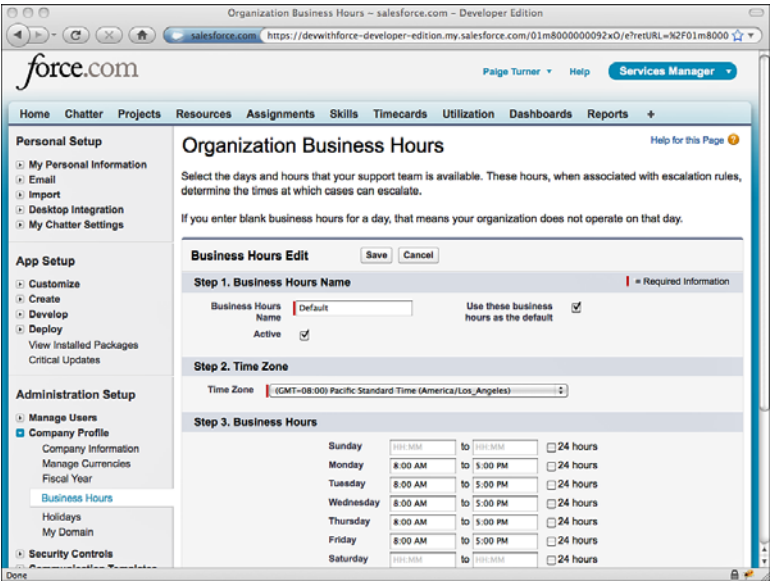 Organization Business Hours ~ salesforce.com – Developer Edition
salesforce.com https://devwithforce-developer-edition.my.salesforce.com/01m8000000092xO/e?retURL=%2F01m8000
force.com
Paige Turner Help Services Manager
Home Chatter Projects Resources Assignments Skills Timecards Utilization Dashboards Reports +
Personal Setup
My Personal Information
Email
Import
Desktop Integration
My Chatter Settings
App Setup
Customize
Create
Develop
Deploy
View Installed Packages
Critical Updates
Administration Setup
Manage Users
Company Profile
Company Information
Manage Currencies
Fiscal Year
Business Hours
Holidays
My Domain
Security Controls
Communication Templates
Organization Business Hours
Help for this Page ?
Select the days and hours that your support team is available. These hours, when associated with escalation rules,
determine the times at which cases can escalate.
If you enter blank business hours for a day, that means your organization does not operate on that day.
Business Hours Edit Save Cancel
Step 1. Business Hours Name = Required Information
Business Hours
Name
Default
Use these business
hours as the default
Active
Step 2. Time Zone
Time Zone (GMT-08:00) Pacific Standard Time (America/Los_Angeles)
Step 3. Business Hours
Sunday HH:MM to HH:MM 24 hours
Monday 8:00 AM to 5:00 PM 24 hours
Tuesday 8:00 AM to 5:00 PM 24 hours
Wednesday 8:00 AM to 5:00 PM 24 hours
Thursday 8:00 AM to 5:00 PM 24 hours
Friday 8:00 AM to 5:00 PM 24 hours
Saturday HH:MM to HH:MM 24 hours
Done